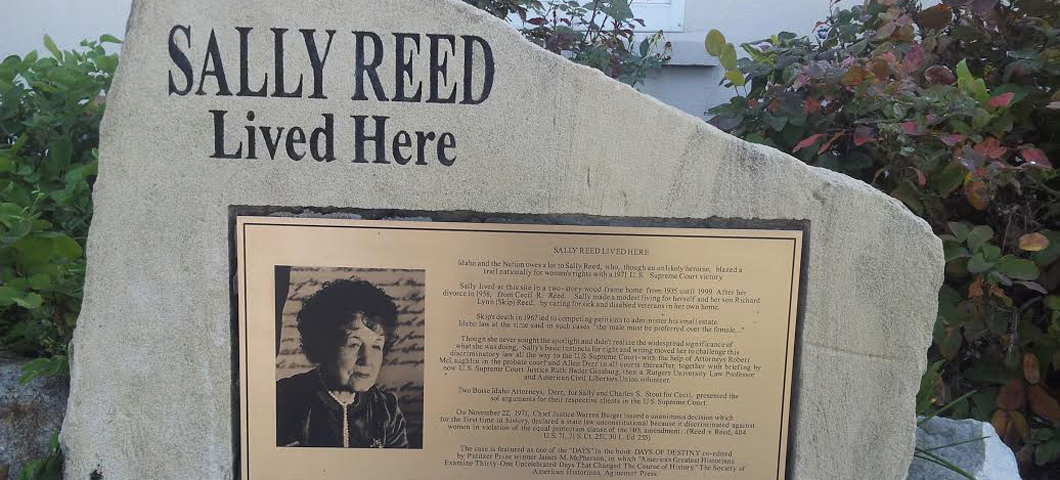 SALLY REED
Lived Here
SALLY REED LIVED HERE
Idaho and the Nation owes a lot to Sally Reed, who, though an unlikely heroine, blazed a
trail nationally for women's rights with a 1971 U. S. Supreme Court victory.
Sally lived at this site in a two-story wood-frame home from 1935 until 1999. After her
divorce in 1958, from Cecil R. Reed, Sally made a modest living for herself and her son Richard
Lynn (Skip) Reed, by caring for sick and disabled veterans in her own home.
Skip's death in 1967 led to competing petitions to administer his small estate.
Idaho law at the time said in such cases "the male must be preferred over the female..."
Though she never sought the spotlight and didn't realize the widespread significance of
what she was doing, Sally's basic instincts for right and wrong moved her to challenge this
discriminatory law all the way to the U.S. Supreme Court - with the help of Attorneys Robert
McLaughlin in the probate court and Allen Derr in all courts thereafter, together with briefing by
now U.S. Supreme Court Justice Ruth Bader Ginsburg, then a Rutgers University Law Professor
and American Civil Liberties Union volunteer.
Two Boise Idaho Attorneys, Derr, for Sally and Charles S. Stout for Cecil, presented the
oral arguments for their respective clients in the U.S. Supreme Court.
On November 22, 1971, Chief Justice Warren Burger issued a unanimous decision which
for the first time in history, declared a state law unconstitutional because it discriminated against
women in violation of the equal protection clause of the 14th amendment. (Reed v. Reed, 404
U.S. 71, 71 S. Ct. 251, 30 L. Ed 255)
The case is featured as one of the "DAYS" in the book DAYS OF DESTINY co-edited
by Pulitzer Prize winner James M. McPherson, in which "America's Greatest Historians
Examine Thirty-One Uncelebrated Days That Changed The Course of History." The Society of
American Historians, Agincourt Press.